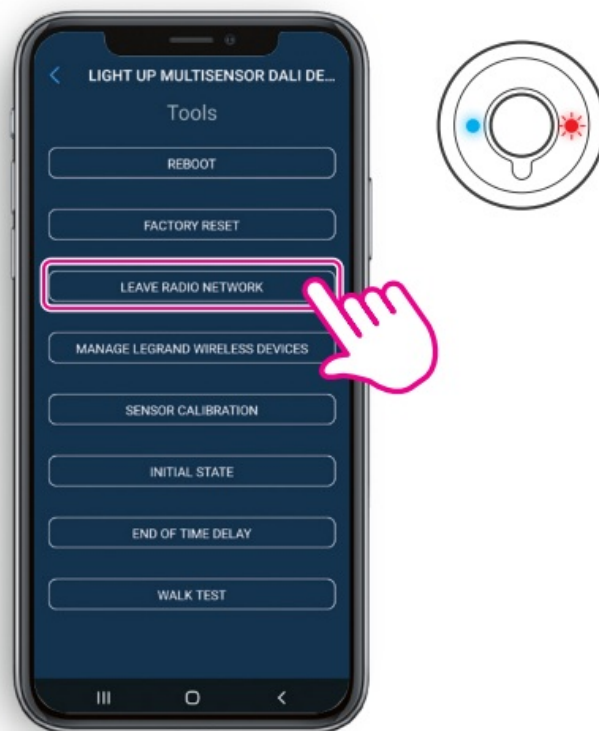 LIGHT UP MULTISENSOR DALI DE...
Tools
REBOOT
FACTORY RESET
LEAVE RADIO NETWORK
MANAGE LEGRAND WIRELESS DEVICES
SENSOR CALIBRATION
INITIAL STATE
END OF TIME DELAY
WALK TEST